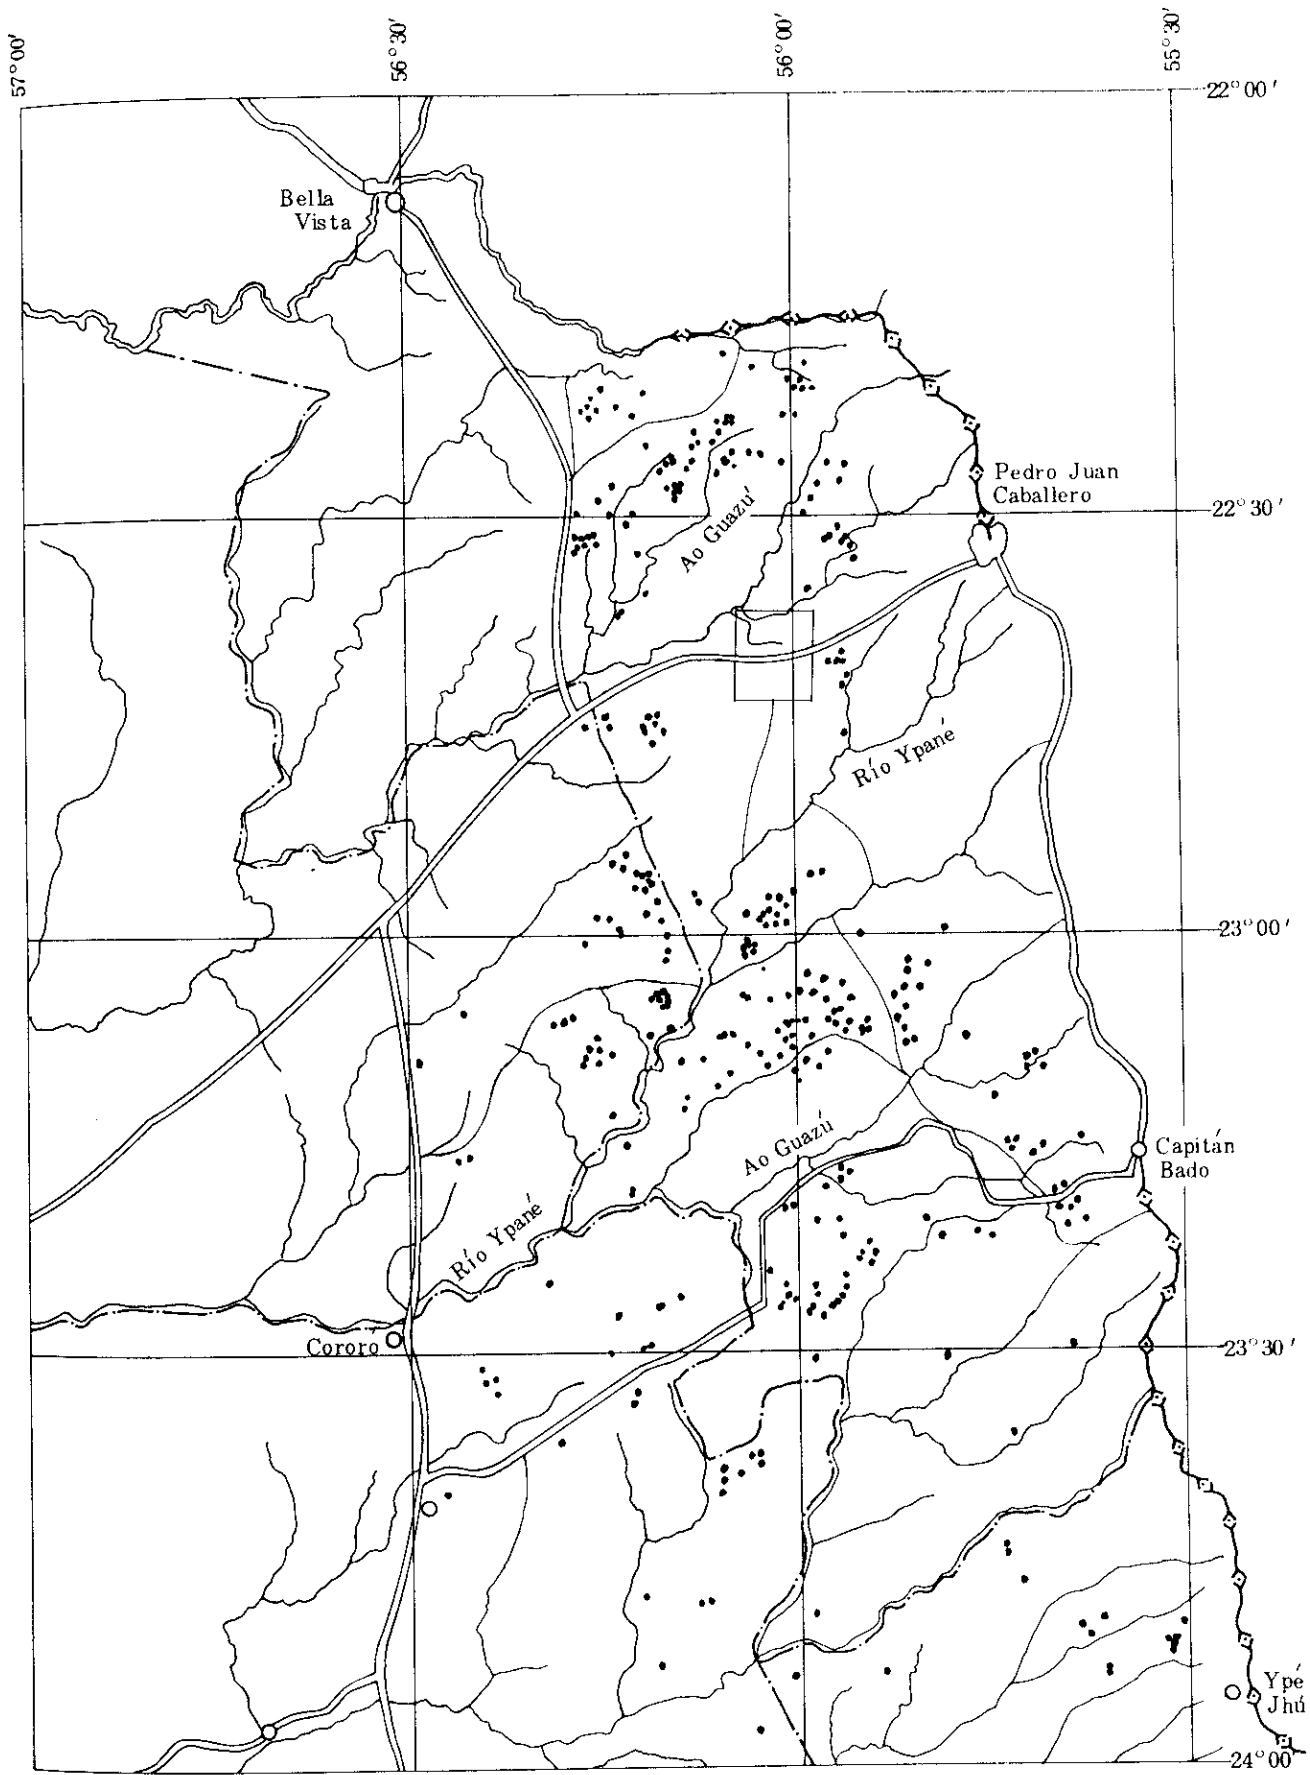 57°00′
56°30′
56°00′
55°30′
22°00′
Bella
Vista
Pedro Juan
Caballero
22°30′
Ao Guazú
Río Ypané
23°00′
Ao Guazú
Capitán
Bado
Río Ypané
Cororó
23°30′
Ypé
Jhú
24°00